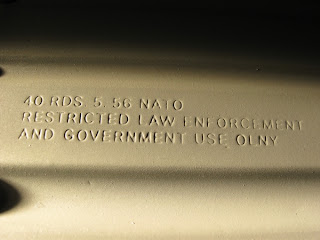 40 RDS. 5. 56 NATO
RESTRICTED LAW ENFORCEMENT
AND GOVERNMENT USE OLNY